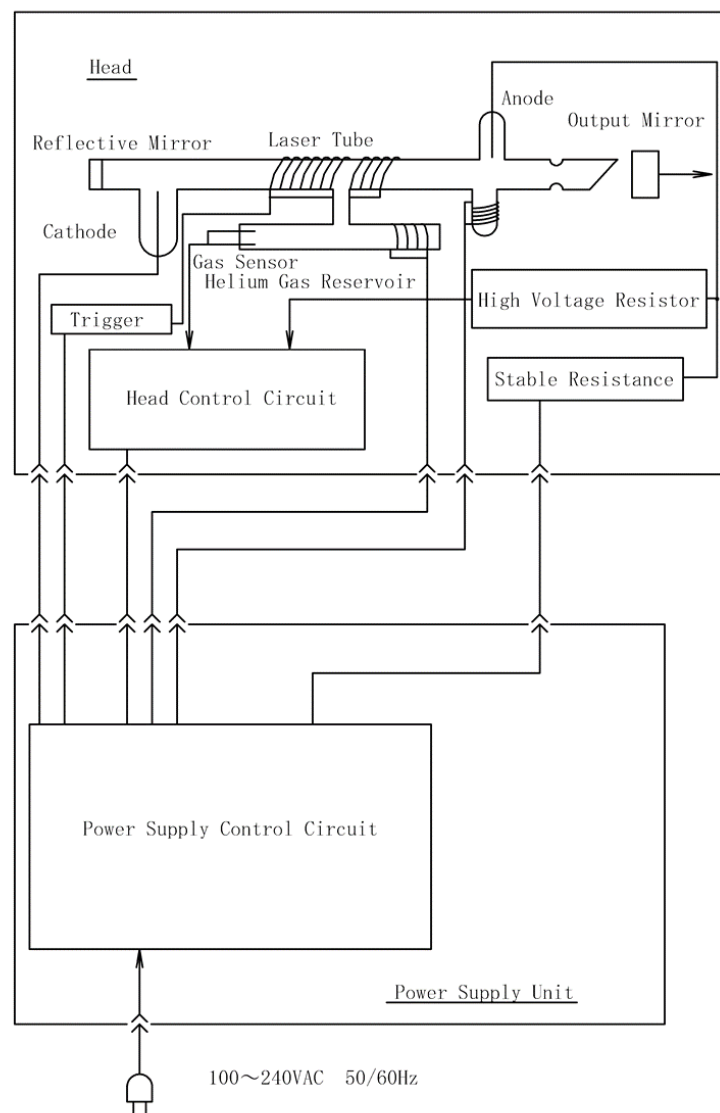 Head
Anode
Output Mirror
Laser Tube
Reflective Mirror
Cathode
Gas Sensor
Helium Gas Reservoir
High Voltage Resistor
Trigger
Stable Resistance
Head Control Circuit
Power Supply Control Circuit
Power Supply Unit
100～240VAC 50/60Hz